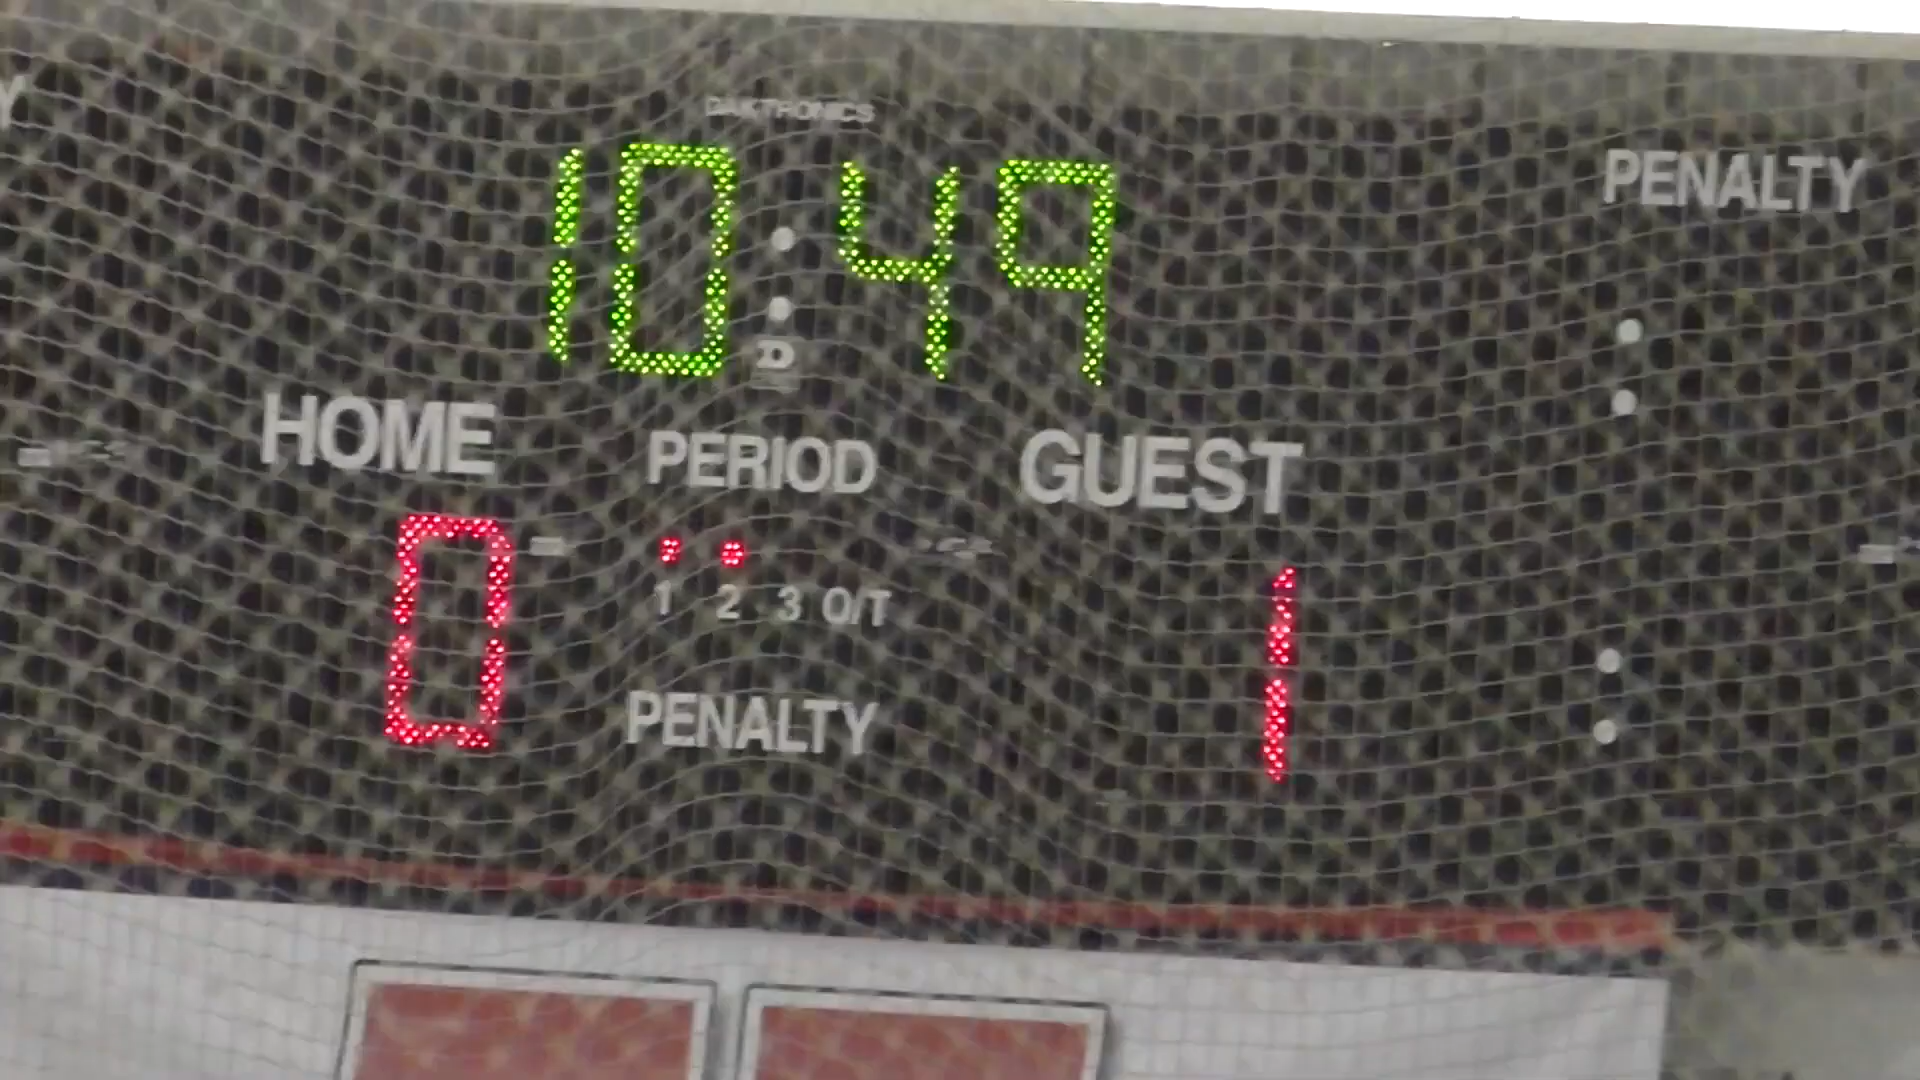 DAKTRONICS
10:49
PENALTY
HOME PERIOD GUEST
0 1 2 3 O/T 1
PENALTY